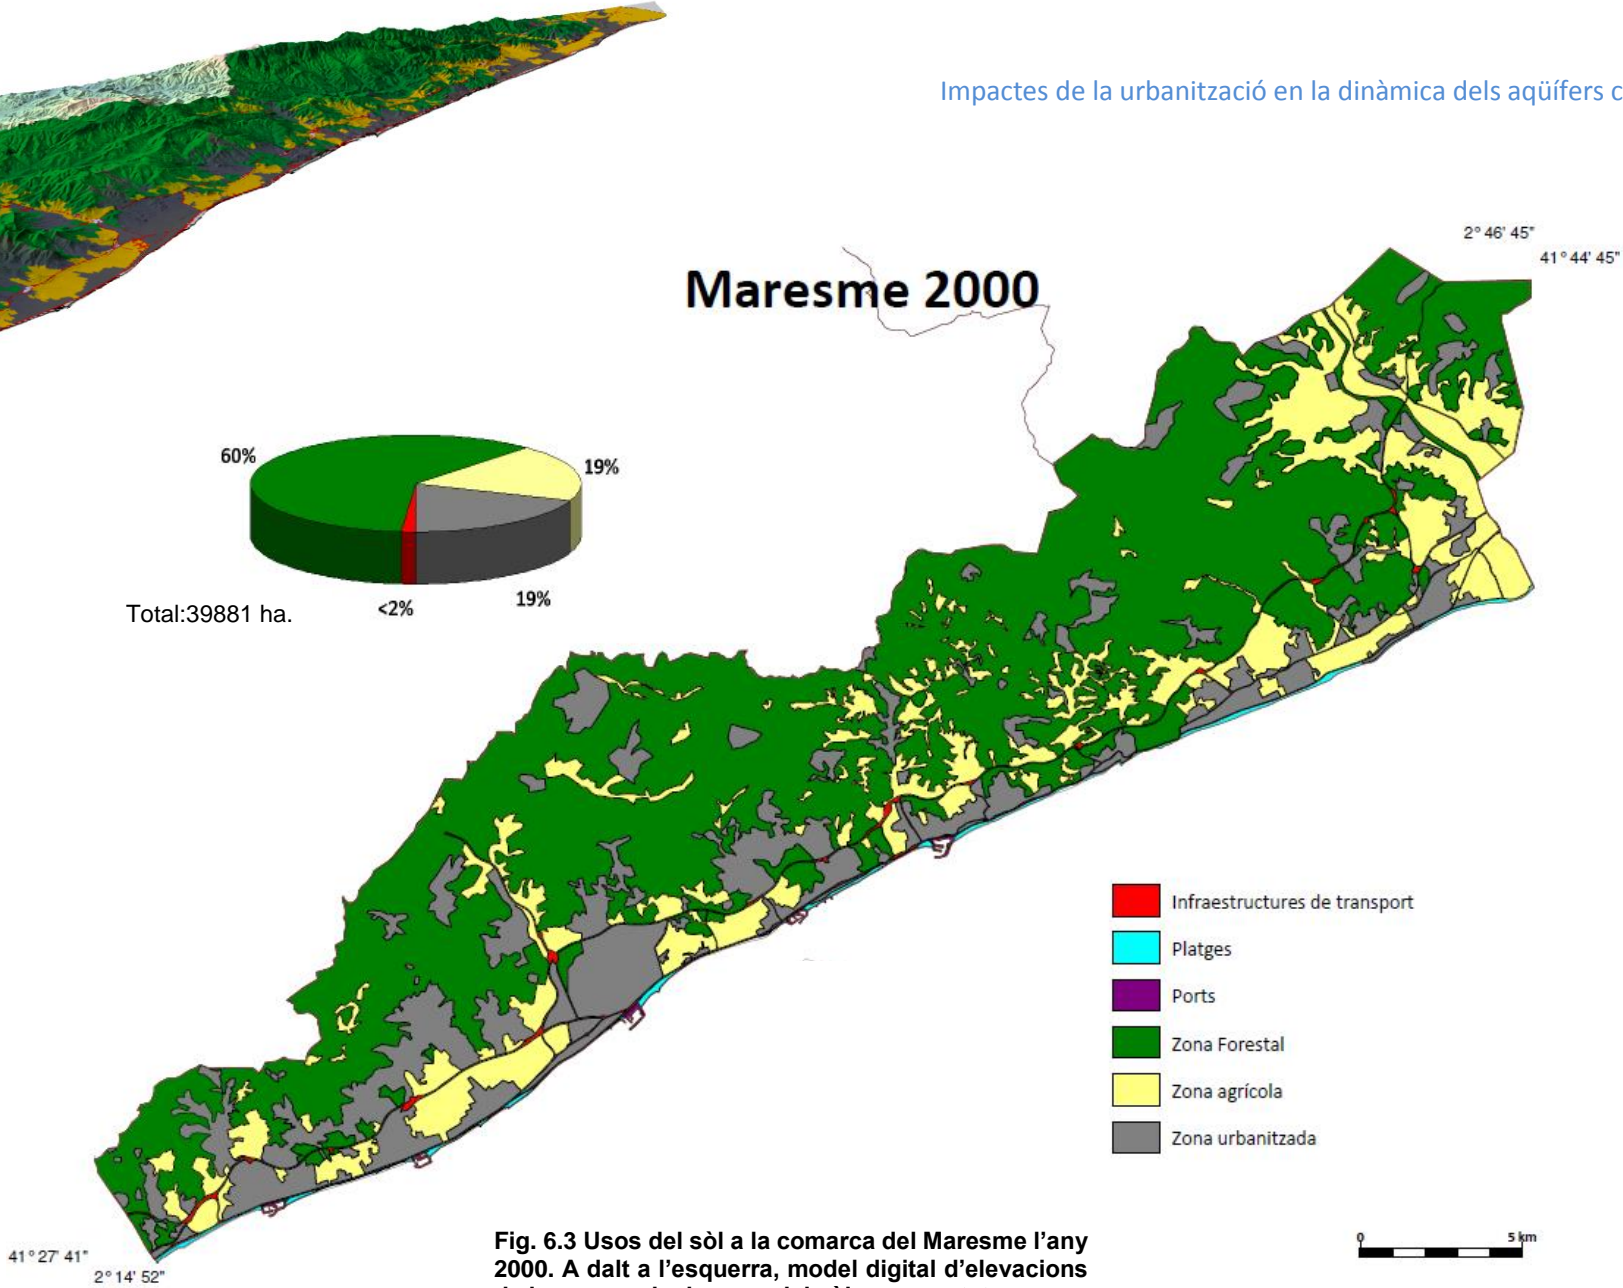 Impactes de la urbanització en la dinàmica dels aqüífers c
2° 46' 45"
41° 44' 45"
Maresme 2000
60%
19%
19%
<2%
Total:39881 ha.
Infraestructures de transport
Platges
Ports
Zona Forestal
Zona agrícola
Zona urbanitzada
0 5 km
41° 27' 41"
2° 14' 52"
Fig. 6.3 Usos del sòl a la comarca del Maresme l'any
2000. A dalt a l'esquerra, model digital d'elevacions